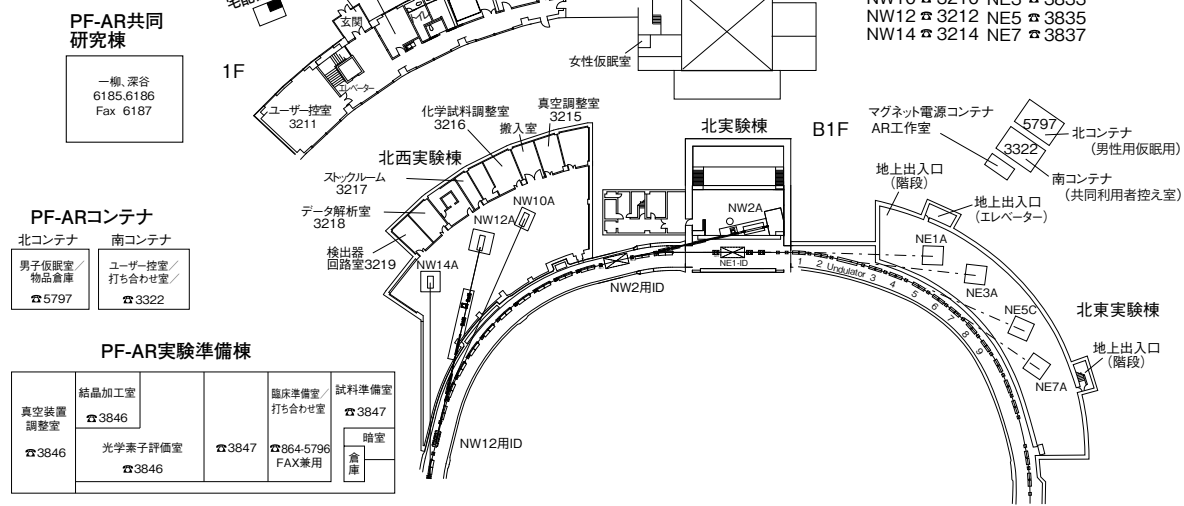 PF-AR共同
研究棟
一柳、深谷
6185、6186
Fax 6187
1F
玄関
エレベーター
ユーザー控室
3211
女性仮眠室
NW12 ☎ 3212 NE5 ☎ 3835
NW14 ☎ 3214 NE7 ☎ 3837
PF-ARコンテナ
北コンテナ
男子仮眠室／
物品倉庫
☎5797
南コンテナ
ユーザー控室／
打ち合わせ室／
☎3322
北西実験棟
化学試料調整室
3216
搬入室
真空調整室
3215
ストックルーム
3217
データ解析室
3218
検出器
回路室3219
NW10A
NW12A
NW14A
北実験棟
B1F
NW2A
NE1-ID
NW2用ID
NW12用ID
1 2 Undulator 3 4 5 6 7 8 9
マグネット電源コンテナ
AR工作室
5797
北コンテナ
（男性用仮眠用）
3322
南コンテナ
（共同利用者控え室）
地上出入口
（階段）
地上出入口
（エレベーター）
NE1A
NE3A
NE5C
NE7A
北東実験棟
地上出入口
（階段）
PF-AR実験準備棟
真空装置
調整室
☎3846
結晶加工室
☎3846
光学素子評価室
☎3846
☎3847
臨床準備室／
打ち合わせ室
☎864-5796
FAX兼用
試料準備室
☎3847
暗室
倉庫